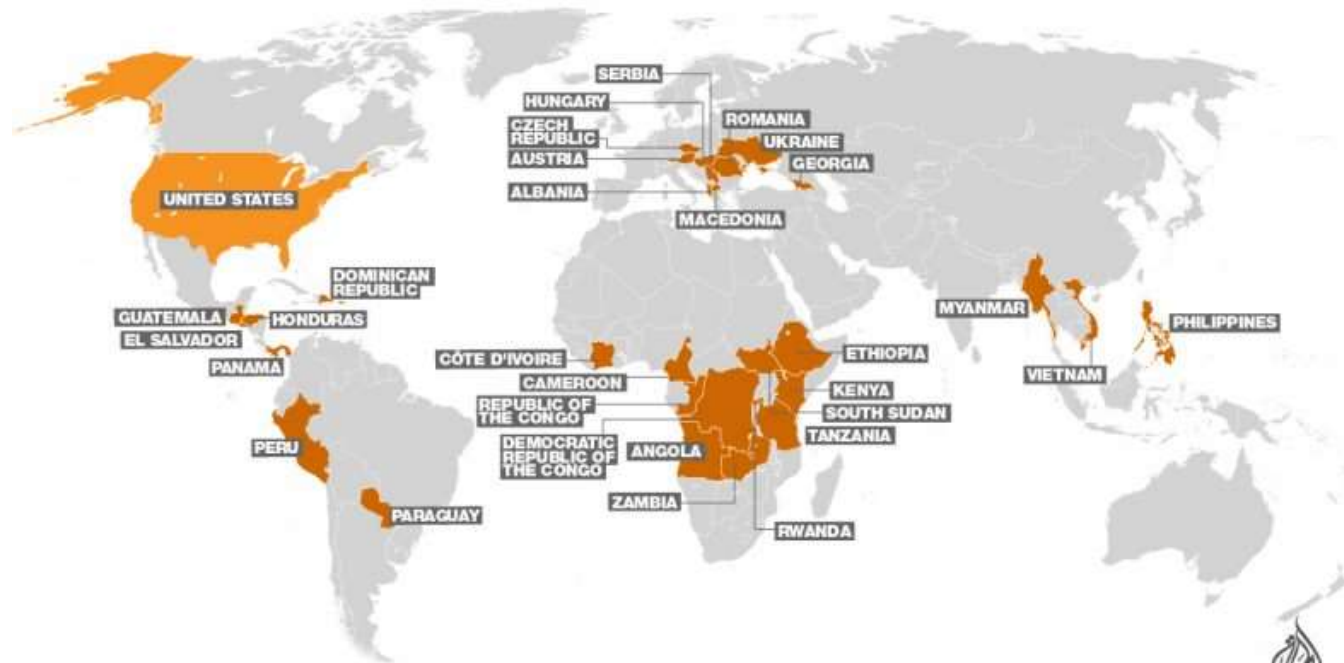 SERBIA
HUNGARY
CZECH
REPUBLIC
ROMANIA
UKRAINE
AUSTRIA
GEORGIA
ALBANIA
MACEDONIA
UNITED STATES
DOMINICAN
REPUBLIC
GUATEMALA
HONDURAS
EL SALVADOR
PANAMA
PERU
PARAGUAY
CÔTE D'IVOIRE
CAMEROON
REPUBLIC OF
THE CONGO
DEMOCRATIC
REPUBLIC OF
THE CONGO
ANGOLA
ZAMBIA
ETHIOPIA
KENYA
SOUTH SUDAN
TANZANIA
RWANDA
MYANMAR
VIETNAM
PHILIPPINES